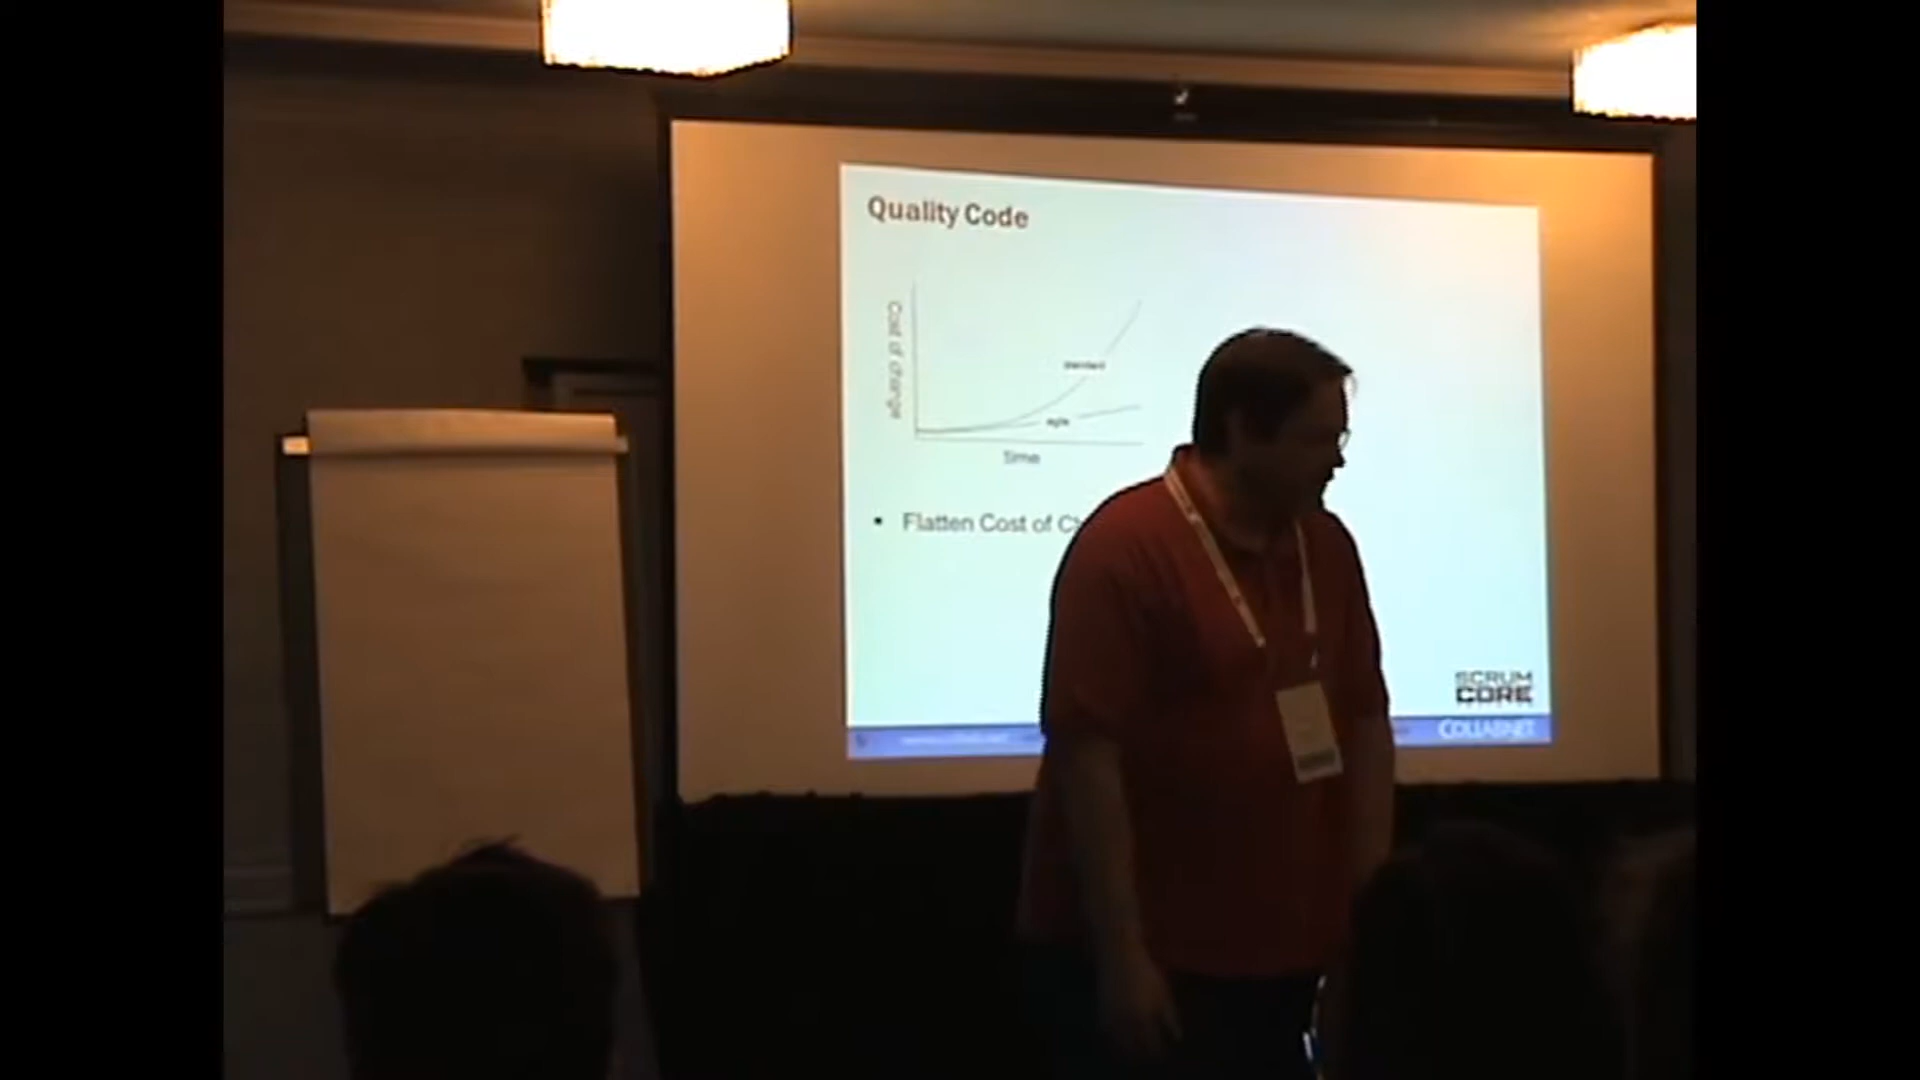 Quality Code
Cost of change
standard
agile
time
▪ Flatten Cost of
SCRUM
CORE
COLLABNET